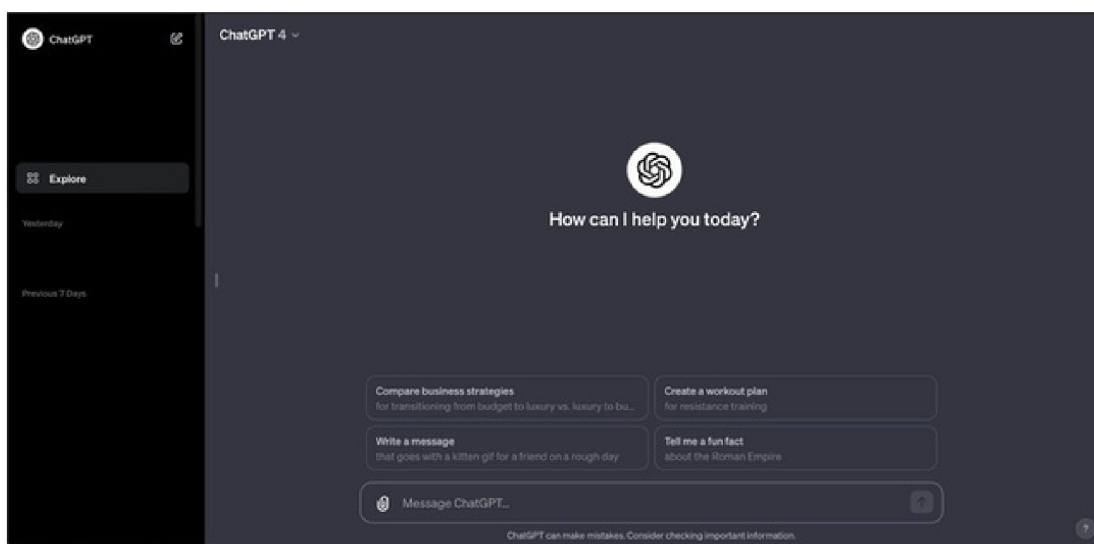 ChatGPT
Explore
Yesterday
Previous 7 Days
ChatGPT 4
How can I help you today?
Compare business strategies
for transitioning from budget to luxury vs. luxury to bu...
Create a workout plan
for resistance training
Write a message
that goes with a kitten gif for a friend on a rough day
Tell me a fun fact
about the Roman Empire
Message ChatGPT...
ChatGPT can make mistakes. Consider checking important information.
?